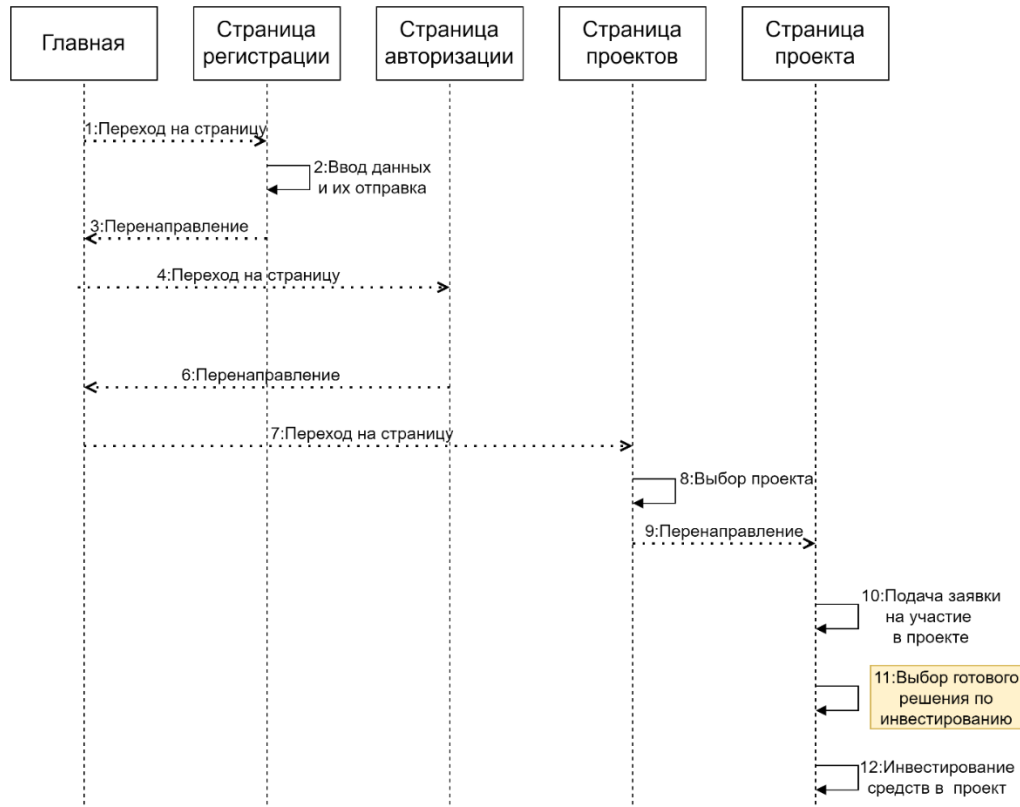 Главная
Страница
регистрации
Страница
авторизации
Страница
проектов
Страница
проекта
1:Переход на страницу
2:Ввод данных
и их отправка
3:Перенаправление
4:Переход на страницу
6:Перенаправление
7:Переход на страницу
8:Выбор проекта
9:Перенаправление
10:Подача заявки
на участие
в проекте
11:Выбор готового
решения по
инвестированию
12:Инвестирование
средств в проект